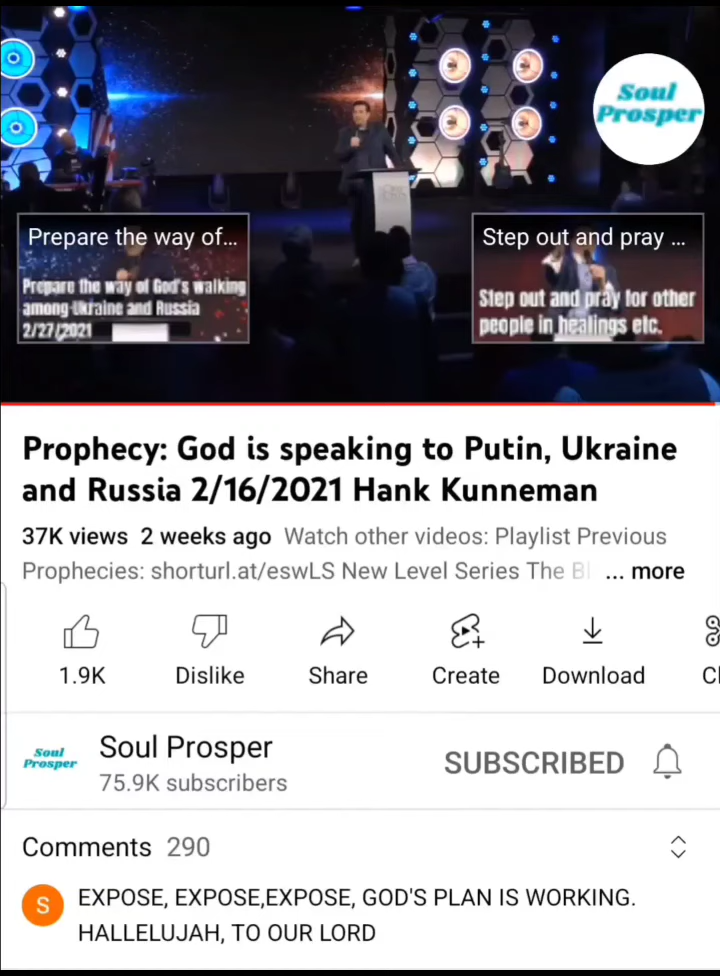 Soul
Prosper
Prepare the way of...
Prepare the way of God's walking
among Ukraine and Russia
2/27/2021
Step out and pray ...
Step out and pray for other
people in healings etc.
Prophecy: God is speaking to Putin, Ukraine
and Russia 2/16/2021 Hank Kunneman
37K views 2 weeks ago Watch other videos: Playlist Previous
Prophecies: shorturl.at/eswLS New Level Series The Bl ... more
1.9K
Dislike
Share
Create
Download
Cl
Soul
Prosper
Soul Prosper
75.9K subscribers
SUBSCRIBED
Comments 290
S
EXPOSE, EXPOSE,EXPOSE, GOD'S PLAN IS WORKING.
HALLELUJAH, TO OUR LORD